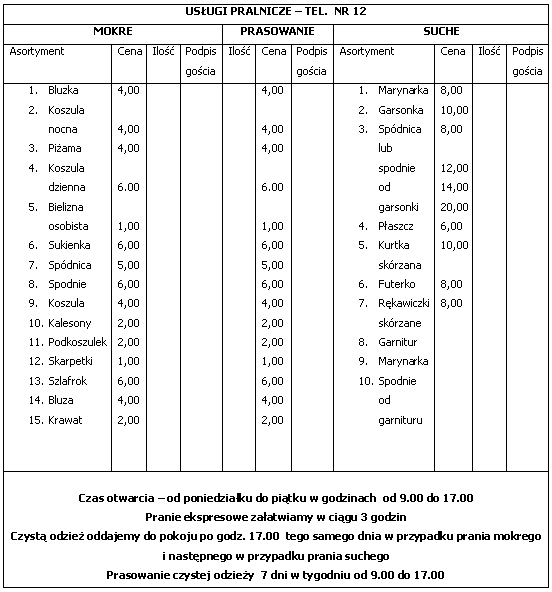 USŁUGI PRALNICZE – TEL. NR 12
MOKRE PRASOWANIE SUCHE
Asortyment Cena Ilość Podpis Ilość Cena Podpis Asortyment Cena Ilość Podpis
gościa gościa gościa
1. Bluzka 4,00 4,00 1. Marynarka 8,00
2. Koszula 2. Garsonka 10,00
nocna 4,00 4,00 3. Spódnica 8,00
3. Piżama 4,00 4,00 lub
4. Koszula spodnie 12,00
dzienna 6.00 6.00 od 14,00
5. Bielizna garsonki 20,00
osobista 1,00 1,00 4. Płaszcz 6,00
6. Sukienka 6,00 6,00 5. Kurtka 10,00
7. Spódnica 5,00 5,00 skórzana
8. Spodnie 6,00 6,00 6. Futerko 8,00
9. Koszula 4,00 4,00 7. Rękawiczki 8,00
10. Kalesony 2,00 2,00 skórzane
11. Podkoszulek 2,00 2,00 8. Garnitur
12. Skarpetki 1,00 1,00 9. Marynarka
13. Szlafrok 6,00 6,00 10. Spodnie
14. Bluza 4,00 4,00 od
15. Krawat 2,00 2,00 garnituru
Czas otwarcia – od poniedziałku do piątku w godzinach od 9.00 do 17.00
Pranie ekspresowe załatwiamy w ciągu 3 godzin
Czystą odzież oddajemy do pokoju po godz. 17.00 tego samego dnia w przypadku prania mokrego
i następnego w przypadku prania suchego
Prasowanie czystej odzieży 7 dni w tygodniu od 9.00 do 17.00